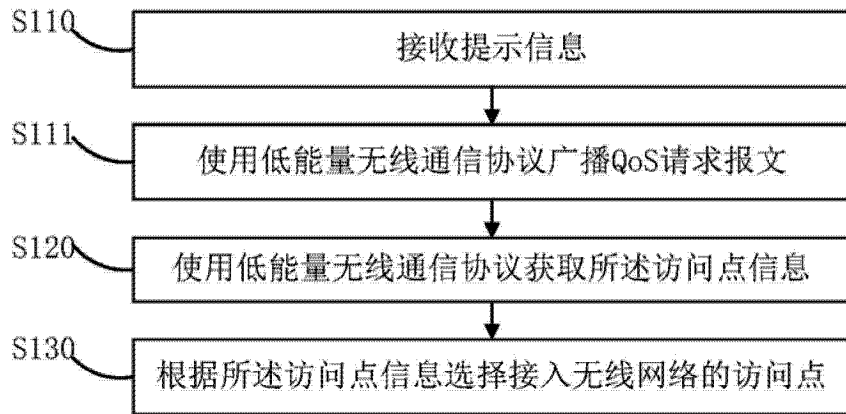 S110
接收提示信息
S111
使用低能量无线通信协议广播QoS请求报文
S120
使用低能量无线通信协议获取所述访问点信息
S130
根据所述访问点信息选择接入无线网络的访问点